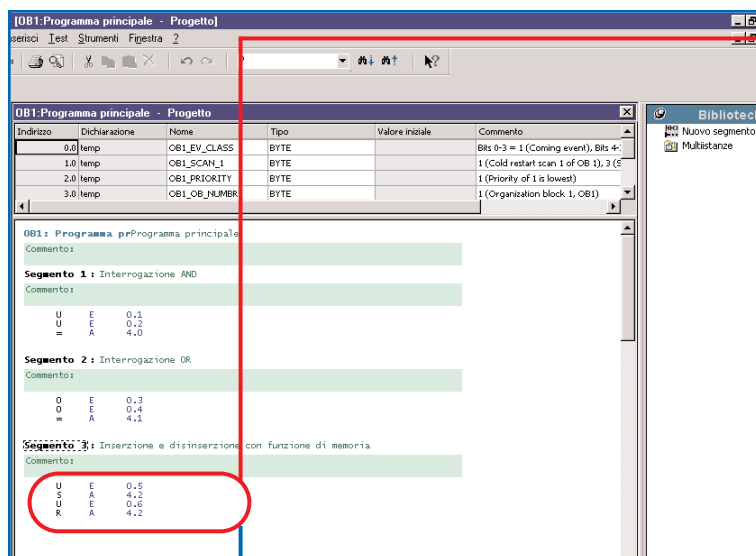 [OB1:Programma principale - Progetto]
serisci Test Strumenti Finestra ?
OB1:Programma principale - Progetto
Indirizzo Dichiarazione Nome Tipo Valore iniziale Commento
0.0 temp OB1_EV_CLASS BYTE Bits 0-3 = 1 (Coming event), Bits 4-
1.0 temp OB1_SCAN_1 BYTE 1 (Cold restart scan 1 of OB 1), 3 (S
2.0 temp OB1_PRIORITY BYTE 1 (Priority of 1 is lowest)
3.0 temp OB1_OB_NUMBR BYTE 1 (Organization block 1, OB1)
Bibliotec
Nuovo segmento
Multiistanze
OB1: Programma prProgramma principale
Commento:
Segmento 1 : Interrogazione AND
Commento:
U E 0.1
U E 0.2
= A 4.0
Segmento 2 : Interrogazione OR
Commento:
O E 0.3
O E 0.4
= A 4.1
Segmento 3 : Inserzione e disinserzione con funzione di memoria
Commento:
U E 0.5
S A 4.2
U E 0.6
R A 4.2